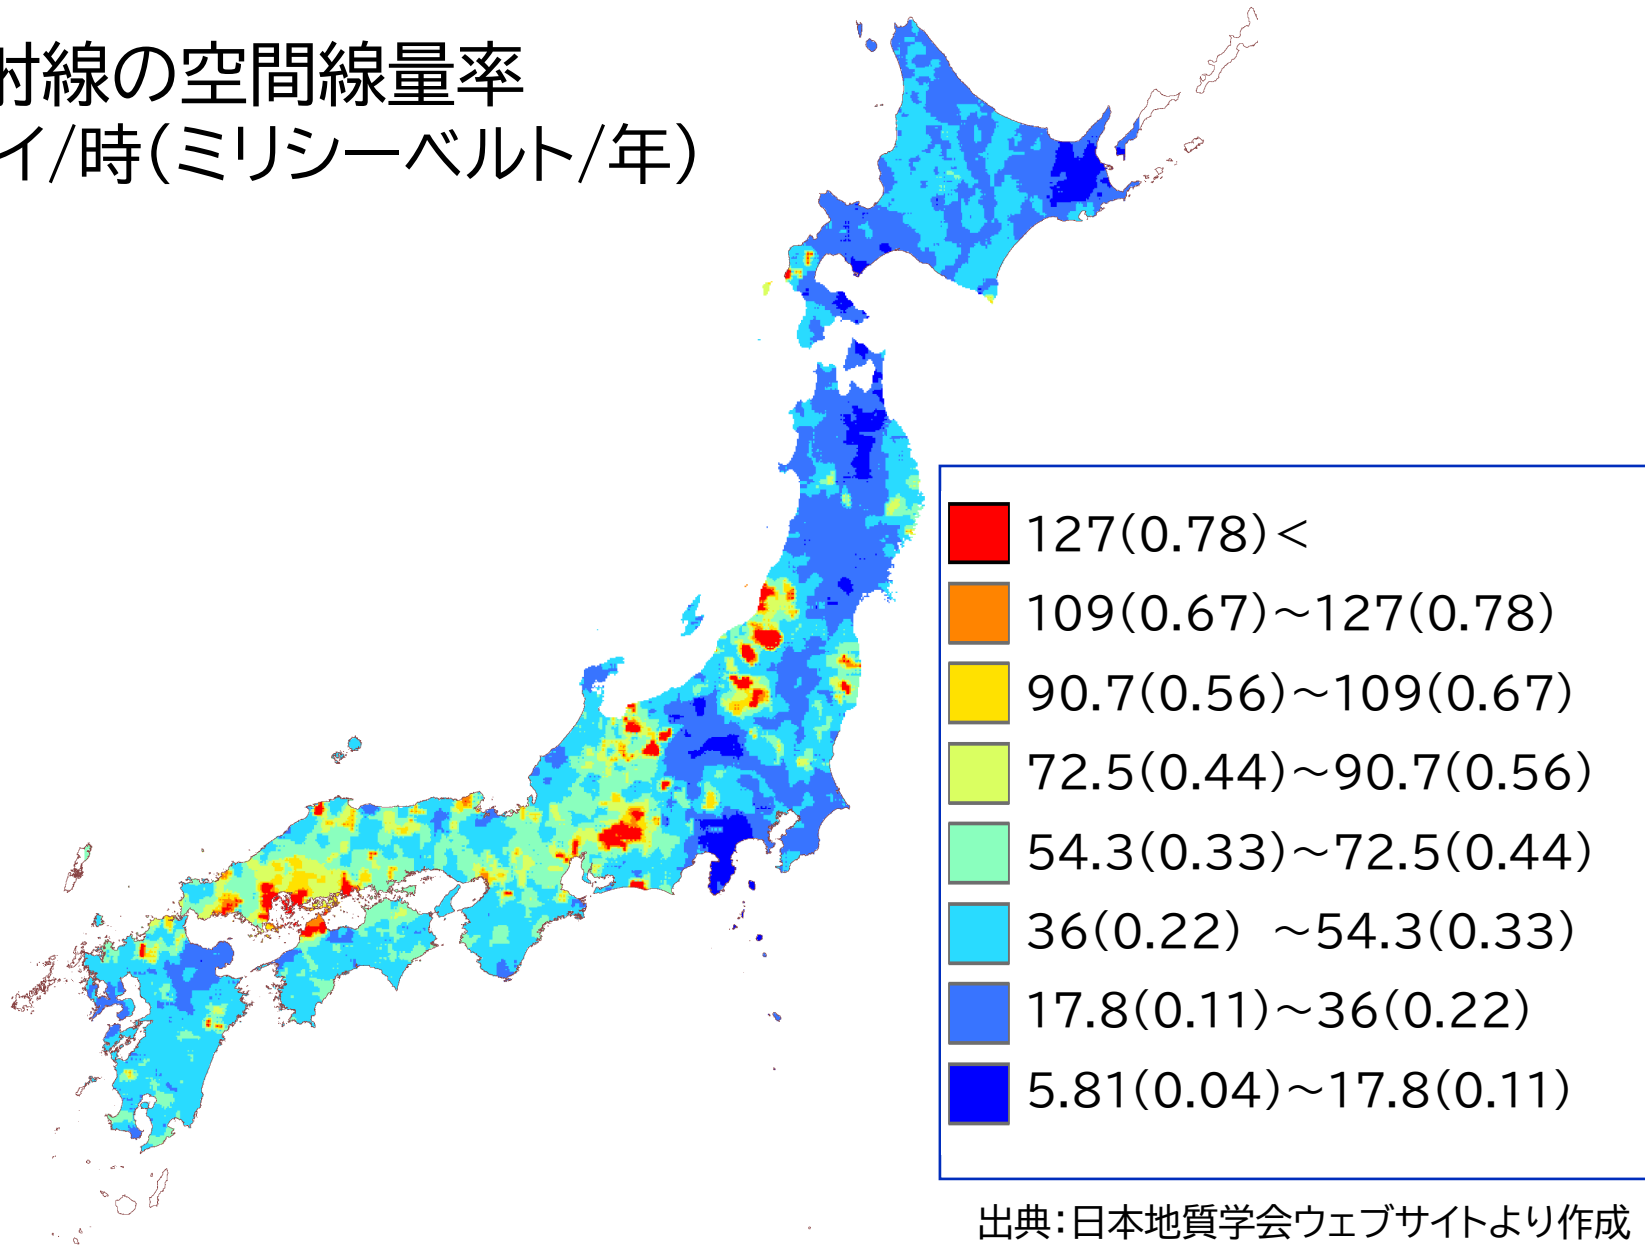 射線の空間線量率
イ/時(ミリシーベルト/年)
127(0.78)<
109(0.67)~127(0.78)
90.7(0.56)~109(0.67)
72.5(0.44)~90.7(0.56)
54.3(0.33)~72.5(0.44)
36(0.22) ~54.3(0.33)
17.8(0.11)~36(0.22)
5.81(0.04)~17.8(0.11)
出典:日本地質学会ウェブサイトより作成